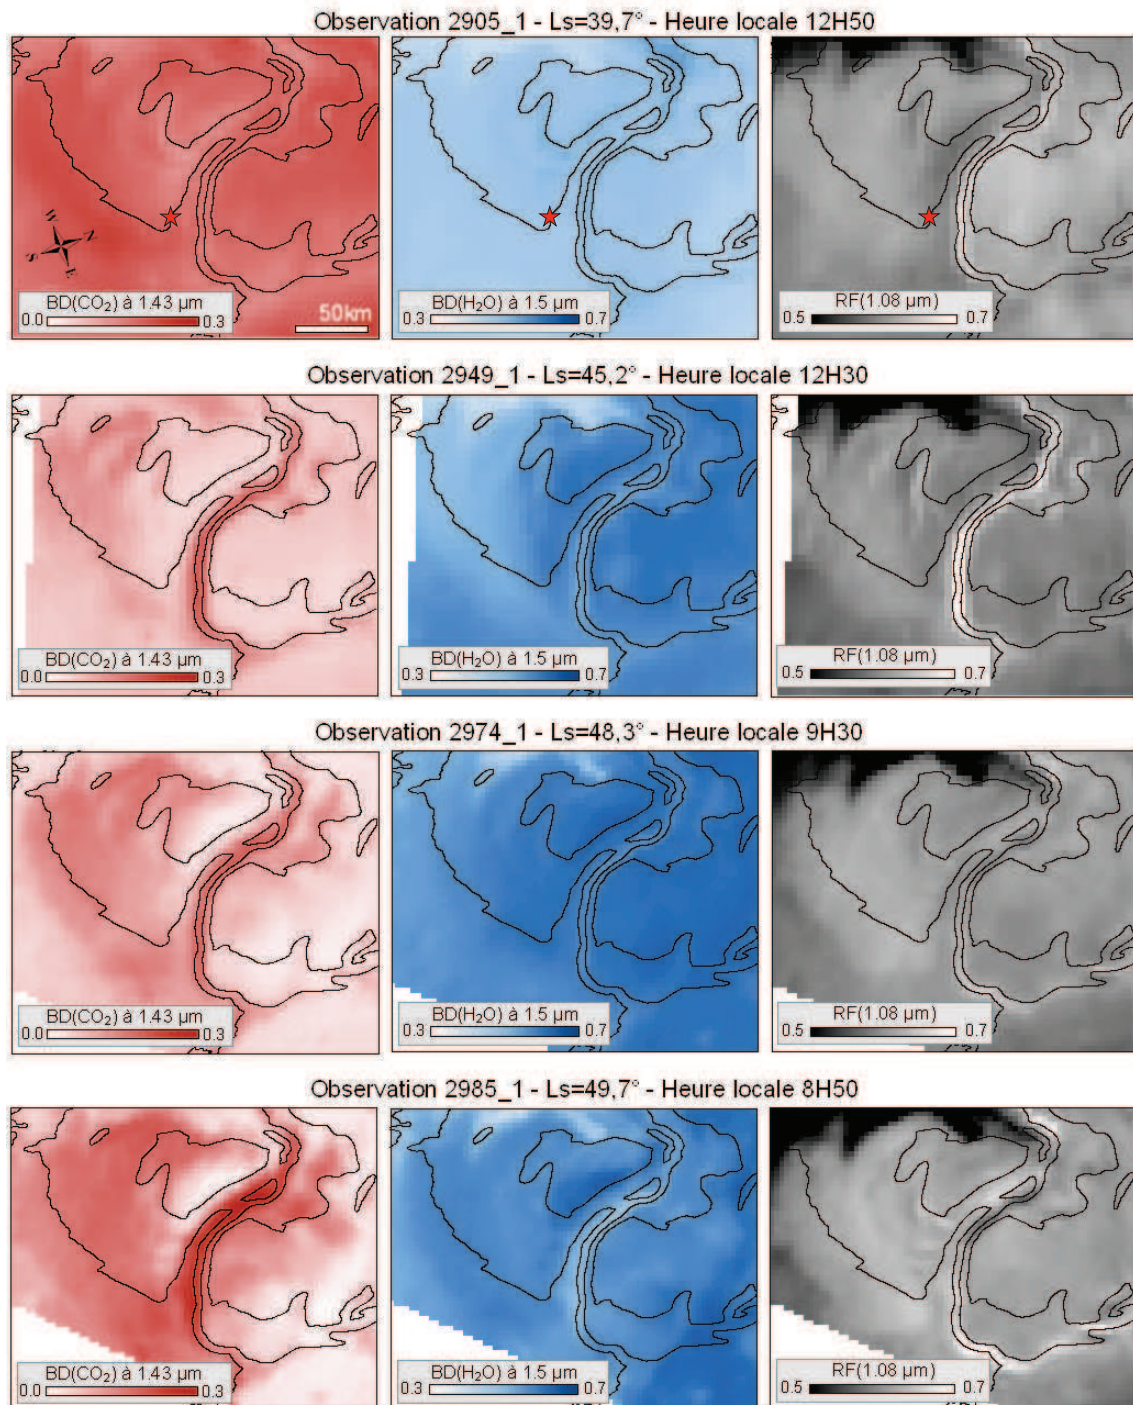 Observation 2905_1 - Ls=39,7° - Heure locale 12H50
N
BD(CO₂) à 1.43 µm
0.0 0.3
50km
BD(H₂O) à 1.5 µm
0.3 0.7
RF(1.08 µm)
0.5 0.7
Observation 2949_1 - Ls=45,2° - Heure locale 12H30
BD(CO₂) à 1.43 µm
0.0 0.3
BD(H₂O) à 1.5 µm
0.3 0.7
RF(1.08 µm)
0.5 0.7
Observation 2974_1 - Ls=48,3° - Heure locale 9H30
BD(CO₂) à 1.43 µm
0.0 0.3
BD(H₂O) à 1.5 µm
0.3 0.7
RF(1.08 µm)
0.5 0.7
Observation 2985_1 - Ls=49,7° - Heure locale 8H50
BD(CO₂) à 1.43 µm
0.0 0.3
BD(H₂O) à 1.5 µm
0.3 0.7
RF(1.08 µm)
0.5 0.7